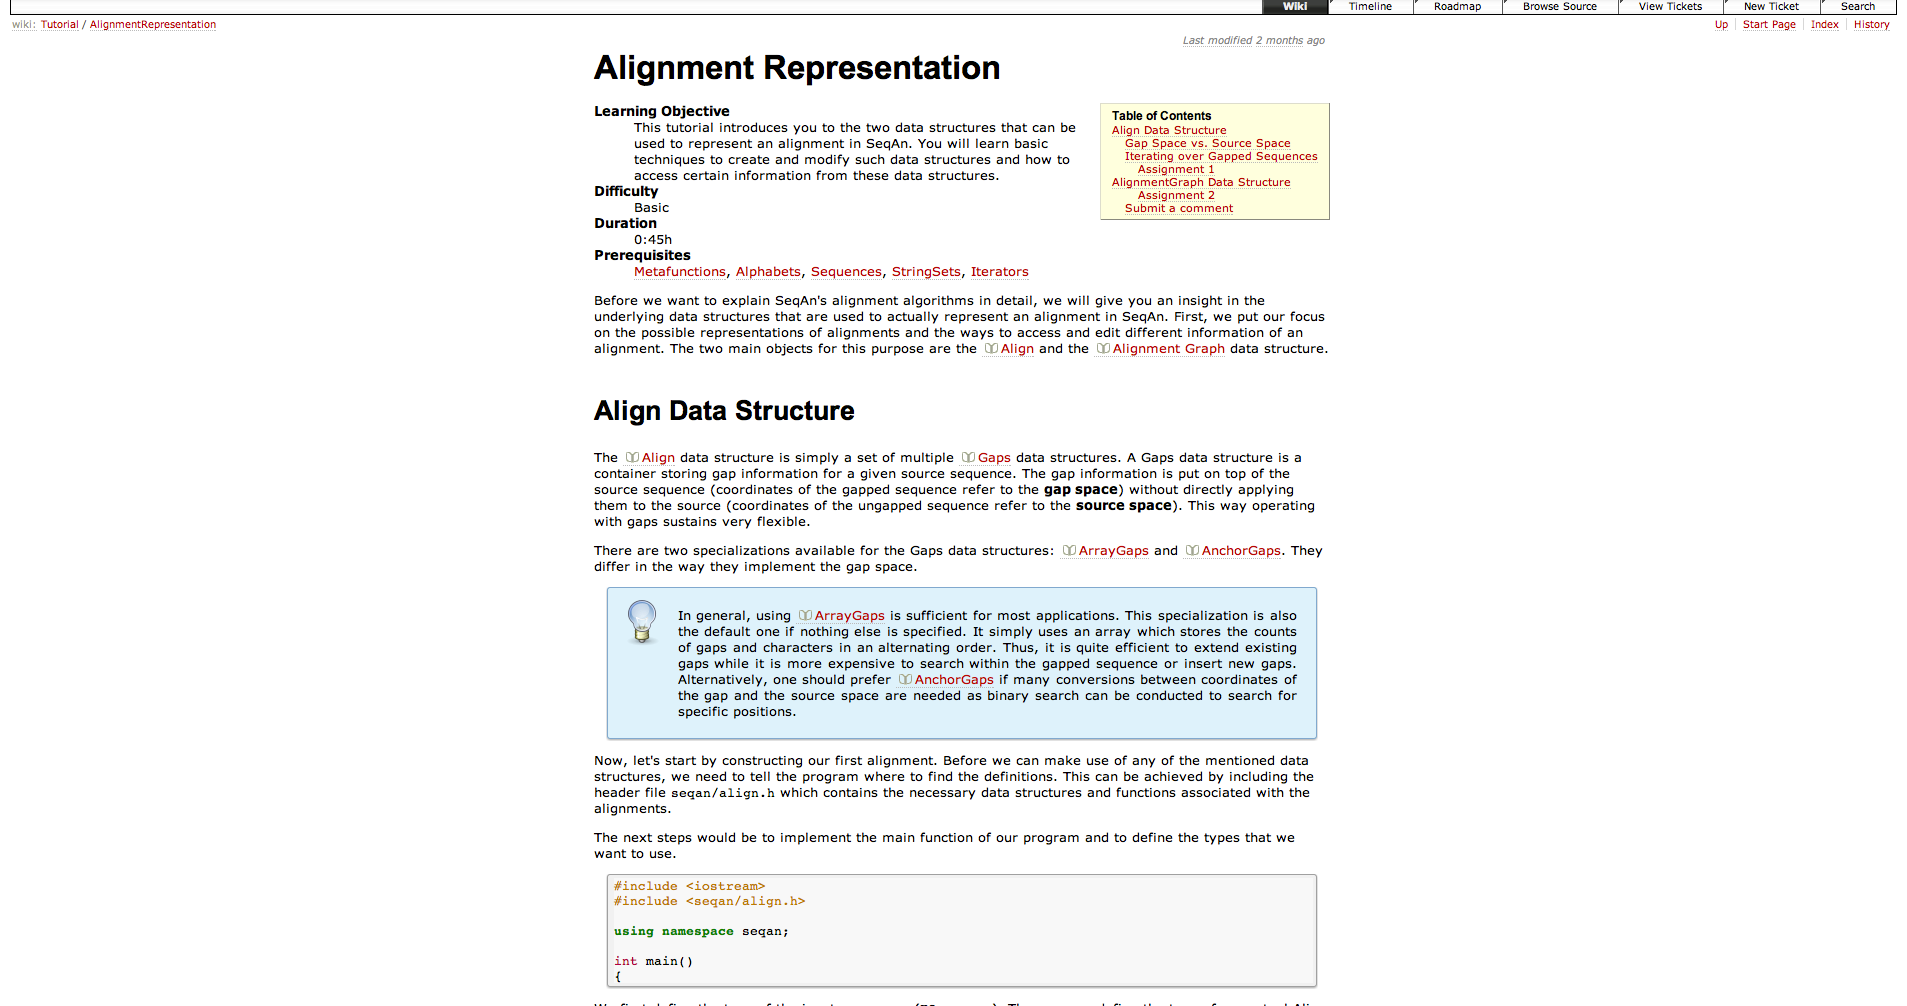 Wiki Timeline Roadmap Browse Source View Tickets New Ticket Search
wiki: Tutorial / AlignmentRepresentation
Up Start Page Index History
Last modified 2 months ago
Alignment Representation
Learning Objective
This tutorial introduces you to the two data structures that can be
used to represent an alignment in SeqAn. You will learn basic
techniques to create and modify such data structures and how to
access certain information from these data structures.
Difficulty
Basic
Duration
0:45h
Prerequisites
Metafunctions, Alphabets, Sequences, StringSets, Iterators
Table of Contents
Align Data Structure
Gap Space vs. Source Space
Iterating over Gapped Sequences
Assignment 1
AlignmentGraph Data Structure
Assignment 2
Submit a comment
Before we want to explain SeqAn's alignment algorithms in detail, we will give you an insight in the
underlying data structures that are used to actually represent an alignment in SeqAn. First, we put our focus
on the possible representations of alignments and the ways to access and edit different information of an
alignment. The two main objects for this purpose are the Align and the Alignment Graph data structure.
Align Data Structure
The Align data structure is simply a set of multiple Gaps data structures. A Gaps data structure is a
container storing gap information for a given source sequence. The gap information is put on top of the
source sequence (coordinates of the gapped sequence refer to the gap space) without directly applying
them to the source (coordinates of the ungapped sequence refer to the source space). This way operating
with gaps sustains very flexible.
There are two specializations available for the Gaps data structures: ArrayGaps and AnchorGaps. They
differ in the way they implement the gap space.
In general, using ArrayGaps is sufficient for most applications. This specialization is also
the default one if nothing else is specified. It simply uses an array which stores the counts
of gaps and characters in an alternating order. Thus, it is quite efficient to extend existing
gaps while it is more expensive to search within the gapped sequence or insert new gaps.
Alternatively, one should prefer AnchorGaps if many conversions between coordinates of
the gap and the source space are needed as binary search can be conducted to search for
specific positions.
Now, let's start by constructing our first alignment. Before we can make use of any of the mentioned data
structures, we need to tell the program where to find the definitions. This can be achieved by including the
header file seqan/align.h which contains the necessary data structures and functions associated with the
alignments.
The next steps would be to implement the main function of our program and to define the types that we
want to use.
#include <iostream>
#include <seqan/align.h>
using namespace seqan;
int main()
{